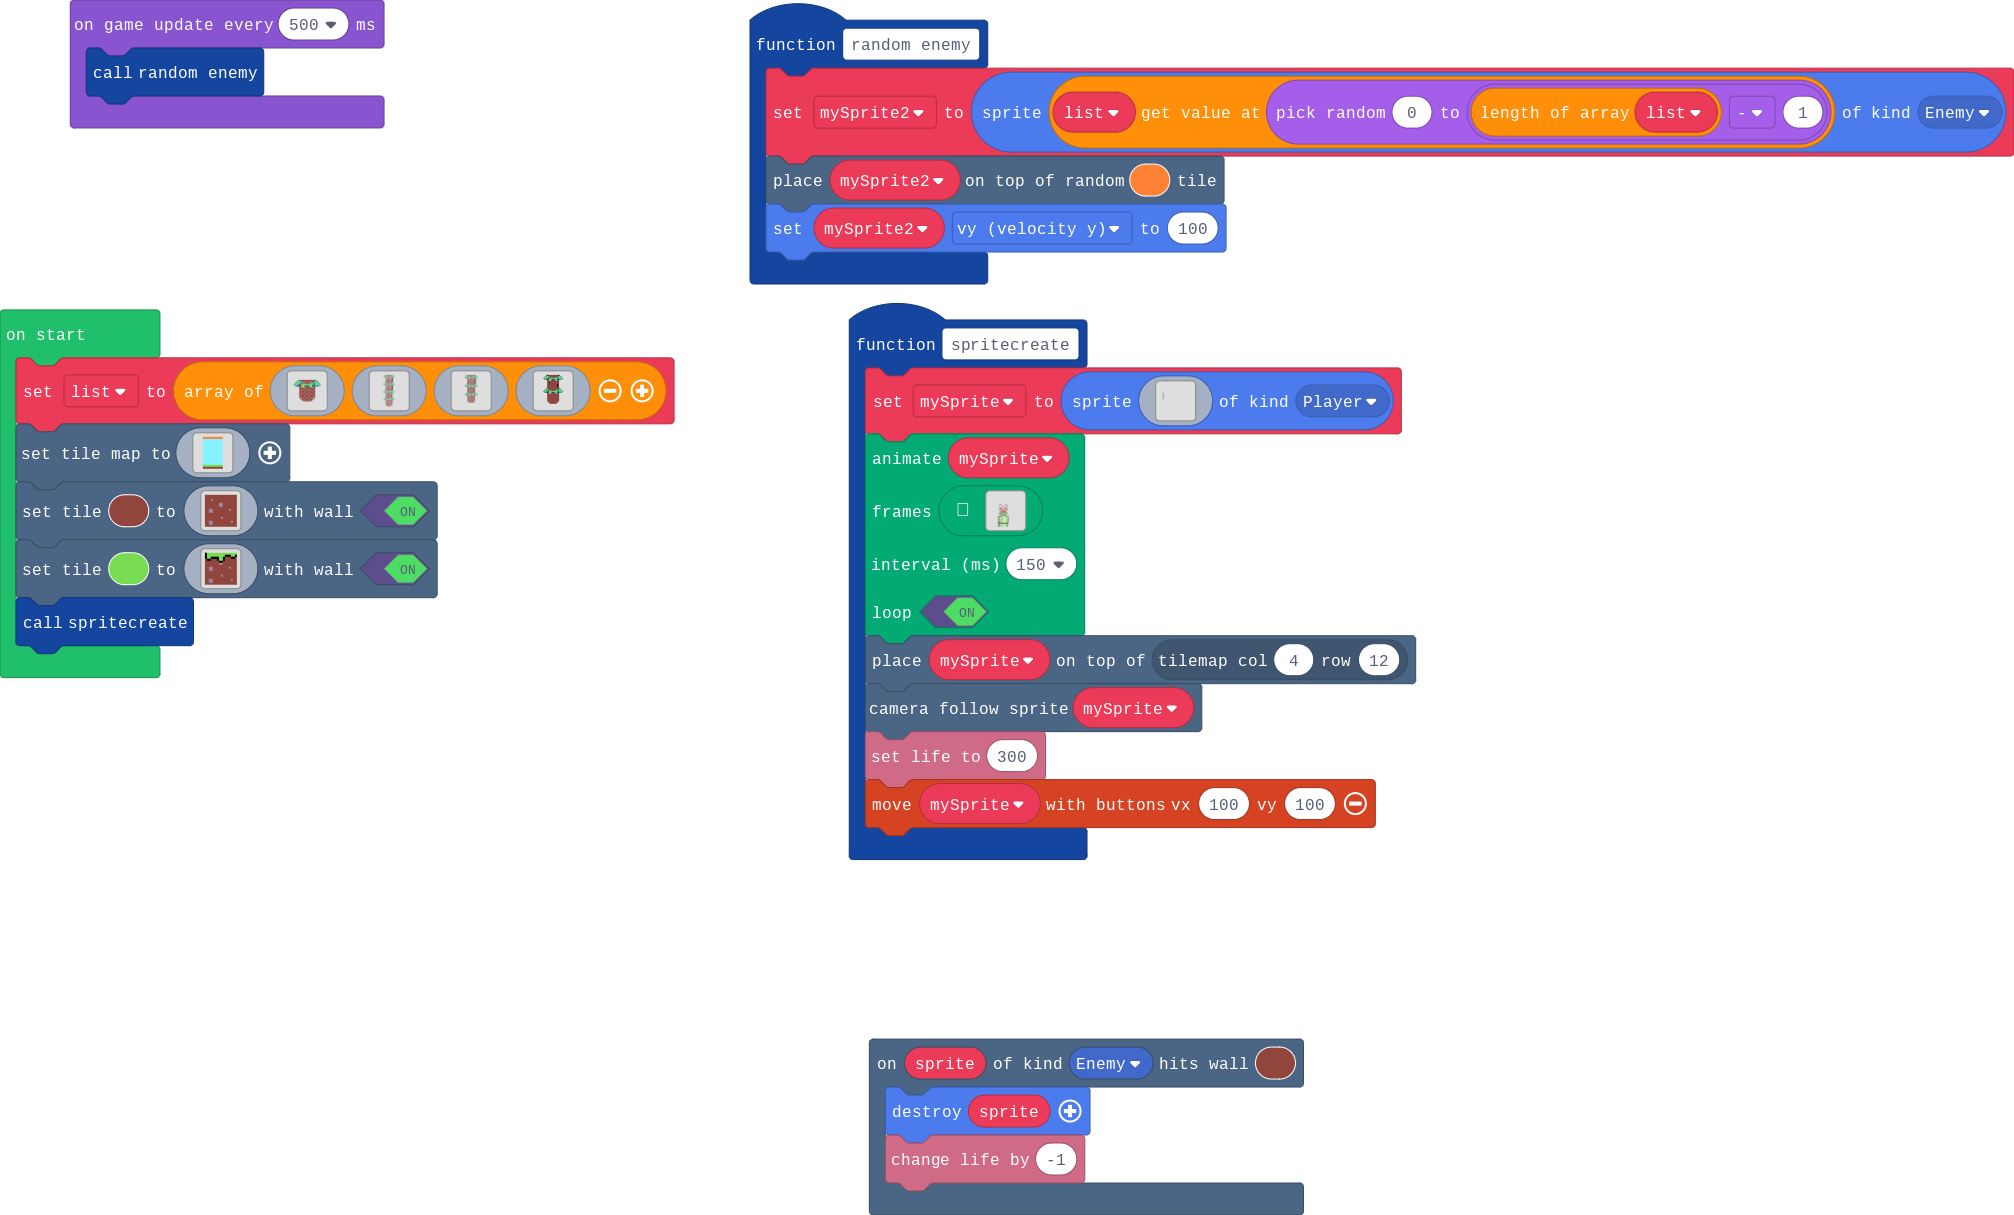 on game update every 500 ms
call random enemy
function random enemy
set mySprite2 to sprite list get value at pick random 0 to length of array list - 1 of kind Enemy
place mySprite2 on top of random tile
set mySprite2 vy (velocity y) to 100
on start
set list to array of
set tile map to
set tile to with wall ON
set tile to with wall ON
call spritecreate
function spritecreate
set mySprite to sprite of kind Player
animate mySprite
frames
interval (ms) 150
loop ON
place mySprite on top of tilemap col 4 row 12
camera follow sprite mySprite
set life to 300
move mySprite with buttons vx 100 vy 100
on sprite of kind Enemy hits wall
destroy sprite
change life by -1